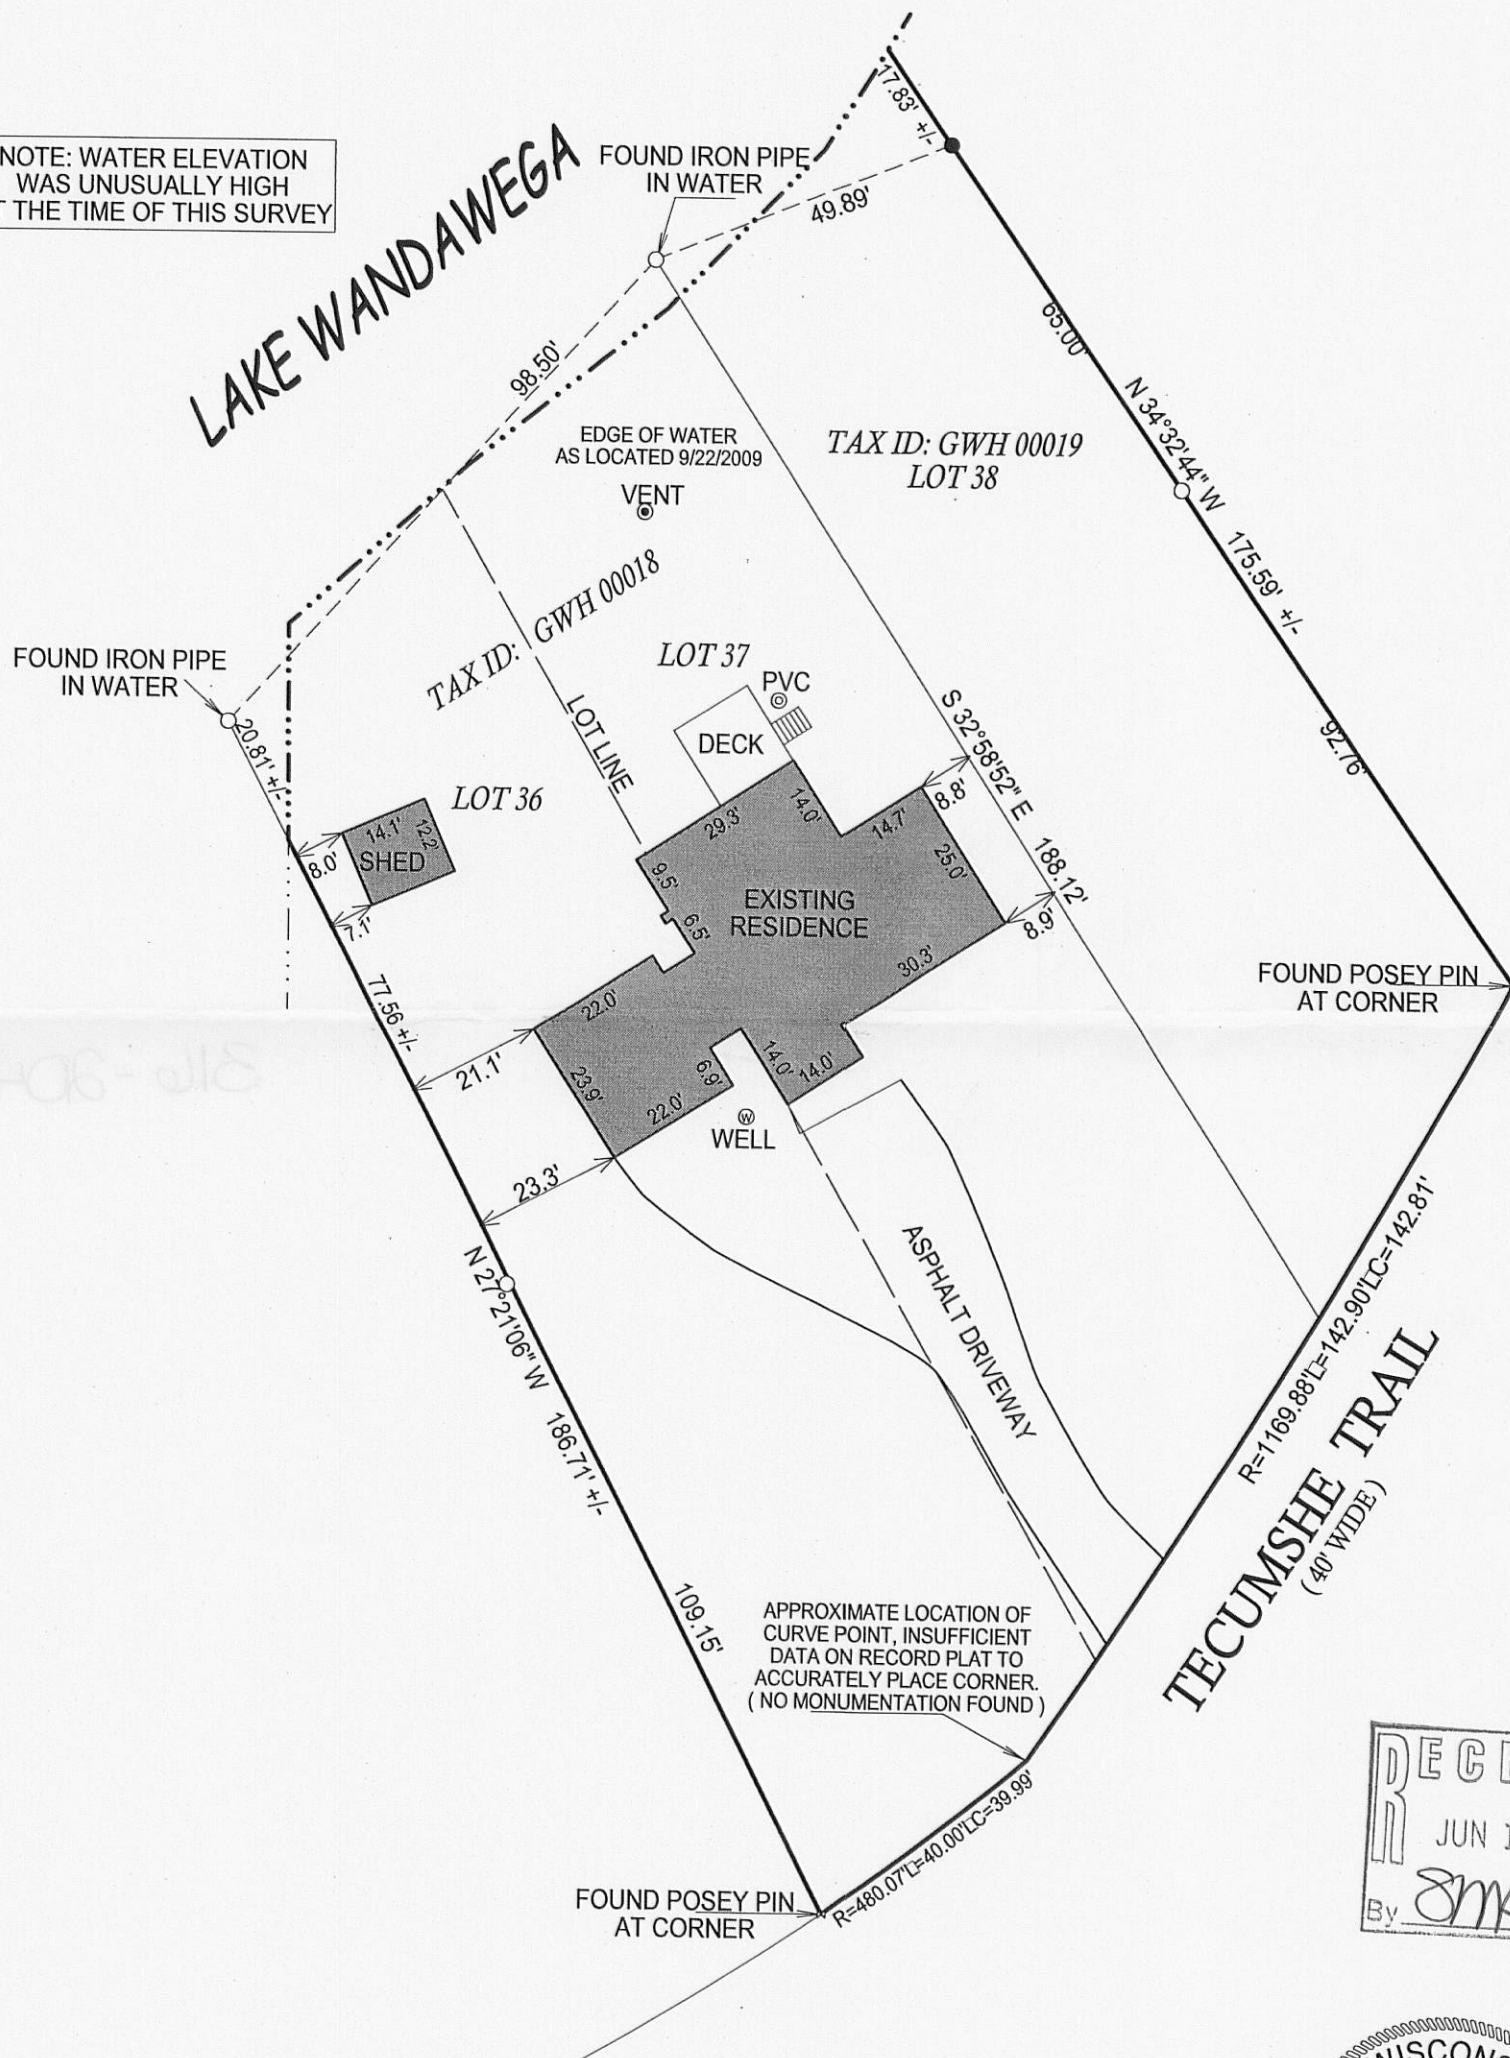 NOTE: WATER ELEVATION
WAS UNUSUALLY HIGH
THE TIME OF THIS SURVEY
LAKE WANDAWEGA
FOUND IRON PIPE
IN WATER
17.83' +/-
49.89'
98.50'
65.00'
EDGE OF WATER
AS LOCATED 9/22/2009
VENT
TAX ID: GWH 00019
LOT 38
N 34°32'44" W 175.59' +/-
92.76'
TAX ID: GWH 00018
FOUND IRON PIPE
IN WATER
20.81' +/-
LOT 37
PVC
DECK
LOT LINE
LOT 36
S 32°58'52" E 188.12'
14.1'
12.2'
SHED
8.0'
7.1'
29.3'
14.0'
14.7'
8.8'
25.0'
9.5'
6.5'
EXISTING
RESIDENCE
8.9'
30.3'
FOUND POSEY PIN
AT CORNER
77.56 +/-
22.0'
21.1'
23.9'
22.0'
6.9'
14.0'
14.0'
WELL
W
23.3'
N 27°21'06" W 186.71' +/-
ASPHALT DRIVEWAY
R=1169.88' L=142.90' LC=142.81'
TECUMSHE TRAIL
( 40' WIDE )
109.15'
APPROXIMATE LOCATION OF
CURVE POINT, INSUFFICIENT
DATA ON RECORD PLAT TO
ACCURATELY PLACE CORNER.
( NO MONUMENTATION FOUND )
R=480.07' L=40.00' LC=39.99'
FOUND POSEY PIN
AT CORNER
JUN
By